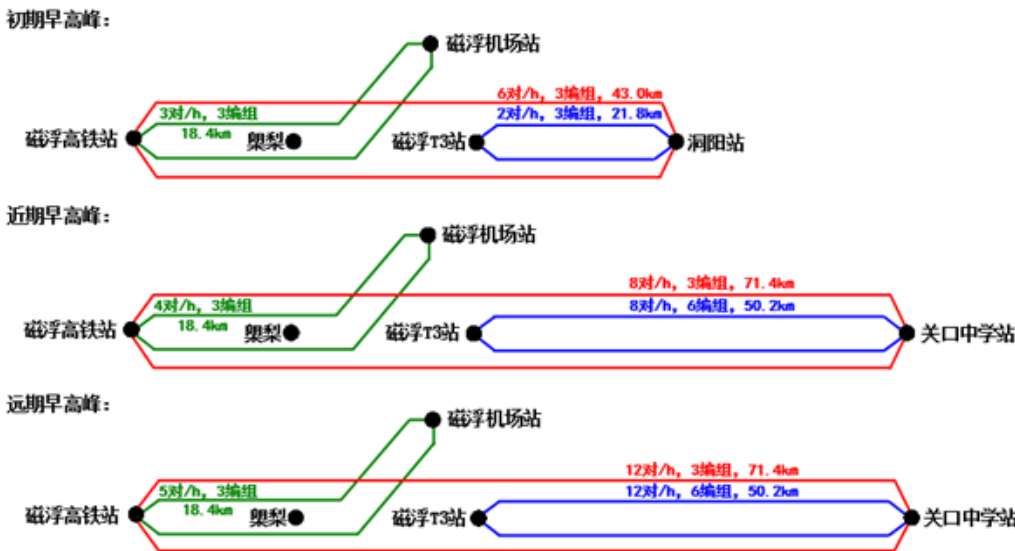 初期早高峰：
磁浮机场站
6对/h，3编组，43.0km
3对/h，3编组
2对/h，3编组，21.8km
18.4km
磁浮高铁站
㮾梨
磁浮T3站
洞阳站
近期早高峰：
磁浮机场站
8对/h，3编组，71.4km
4对/h，3编组
8对/h，6编组，50.2km
18.4km
磁浮高铁站
㮾梨
磁浮T3站
关口中学站
远期早高峰：
磁浮机场站
12对/h，3编组，71.4km
5对/h，3编组
12对/h，6编组，50.2km
18.4km
磁浮高铁站
㮾梨
磁浮T3站
关口中学站